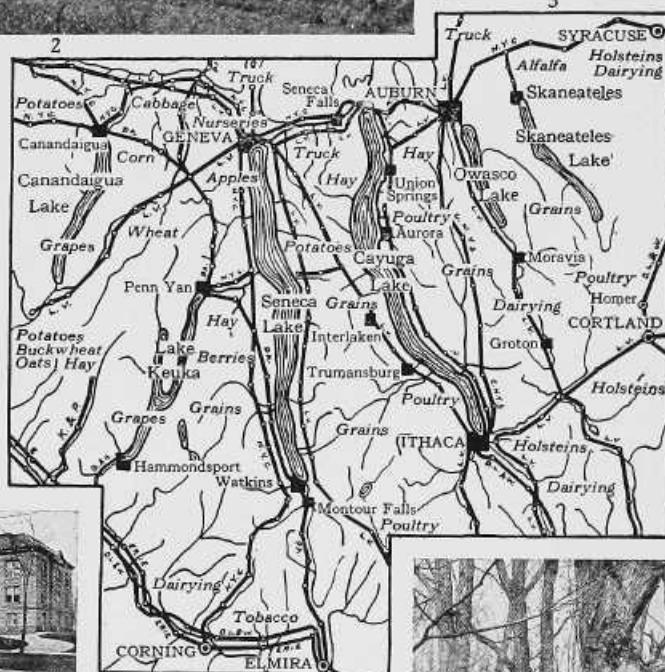 3
2
Truck
N.Y.C
SYRACUSE
Holsteins
Dairying
Alfalfa
Truck
Potatoes
Cabbage
Nurseries
GENEVA
Seneca
Falls
AUBURN
Skaneateles
N.Y.C
Canandaigua
Corn
Truck
Hay
Skaneateles
Lake
Canandaigua
Lake
Apples
Hay
Union
Springs
Owasco
Lake
Grains
Wheat
L.V.
Poultry
Aurora
Grapes
Potatoes
Cayuga
Lake
Grains
Moravia
Poultry
Homer
Penn Yan
N.Y.C
Seneca
Lake
Grains
Dairying
CORTLAND
L.V.
Hay
Interlaken
Groton
Potatoes
Buckwheat
Oats Hay
Lake
Keuka
Berries
Trumansburg
Poultry
Holsteins
K.&P.
Grapes
Grains
Grains
ITHACA
Holsteins
Hammondsport
Watkins
N.Y.C
D.L.&W.
Dairying
Montour Falls
Poultry
ERIE
Dairying
N.Y.C
Tobacco
D.L.&W.
ERIE
CORNING
ERIE
ELMIRA